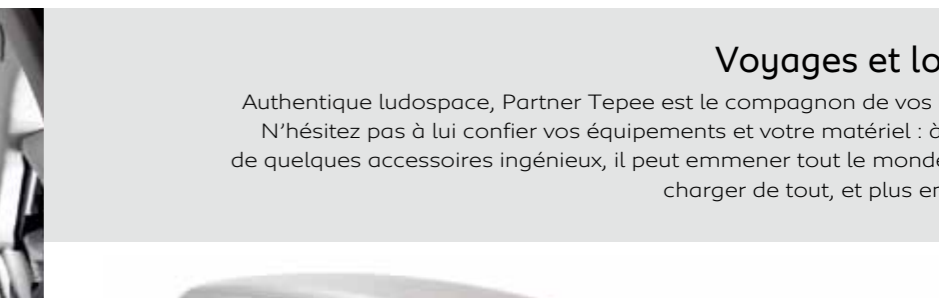 Voyages et lo
Authentique ludospace, Partner Tepee est le compagnon de vos
N’hésitez pas à lui confier vos équipements et votre matériel : à
de quelques accessoires ingénieux, il peut emmener tout le monde
charger de tout, et plus en